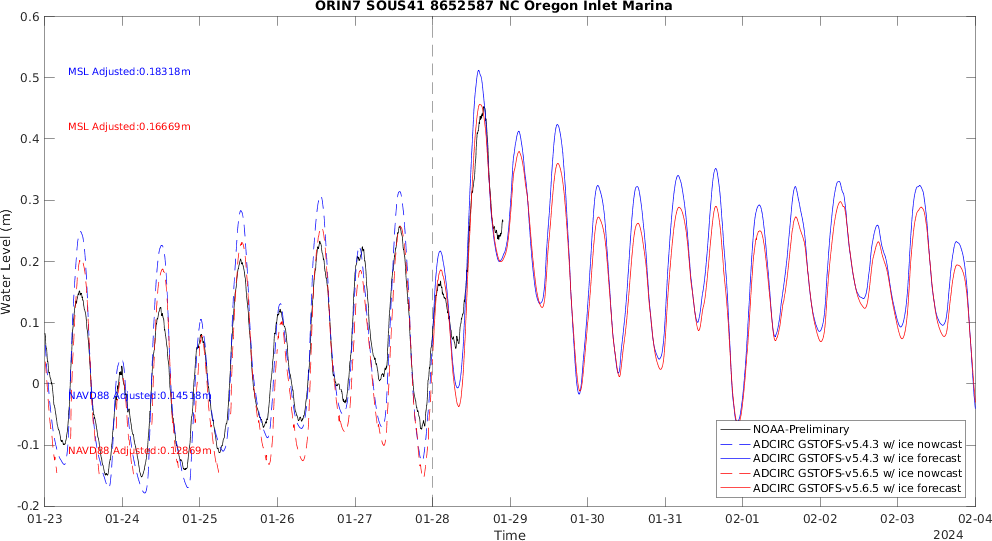 ORIN7 SOUS41 8652587 NC Oregon Inlet Marina
0.6
0.5
0.4
0.3
0.2
0.1
0
-0.1
-0.2
Water Level (m)
MSL Adjusted:0.18318m
MSL Adjusted:0.16669m
NAVD88 Adjusted:0.14518m
NAVD88 Adjusted:0.12869m
NOAA-Preliminary
ADCIRC GSTOFS-v5.4.3 w/ ice nowcast
ADCIRC GSTOFS-v5.4.3 w/ ice forecast
ADCIRC GSTOFS-v5.6.5 w/ ice nowcast
ADCIRC GSTOFS-v5.6.5 w/ ice forecast
01-23 01-24 01-25 01-26 01-27 01-28 01-29 01-30 01-31 02-01 02-02 02-03 02-04
Time
2024